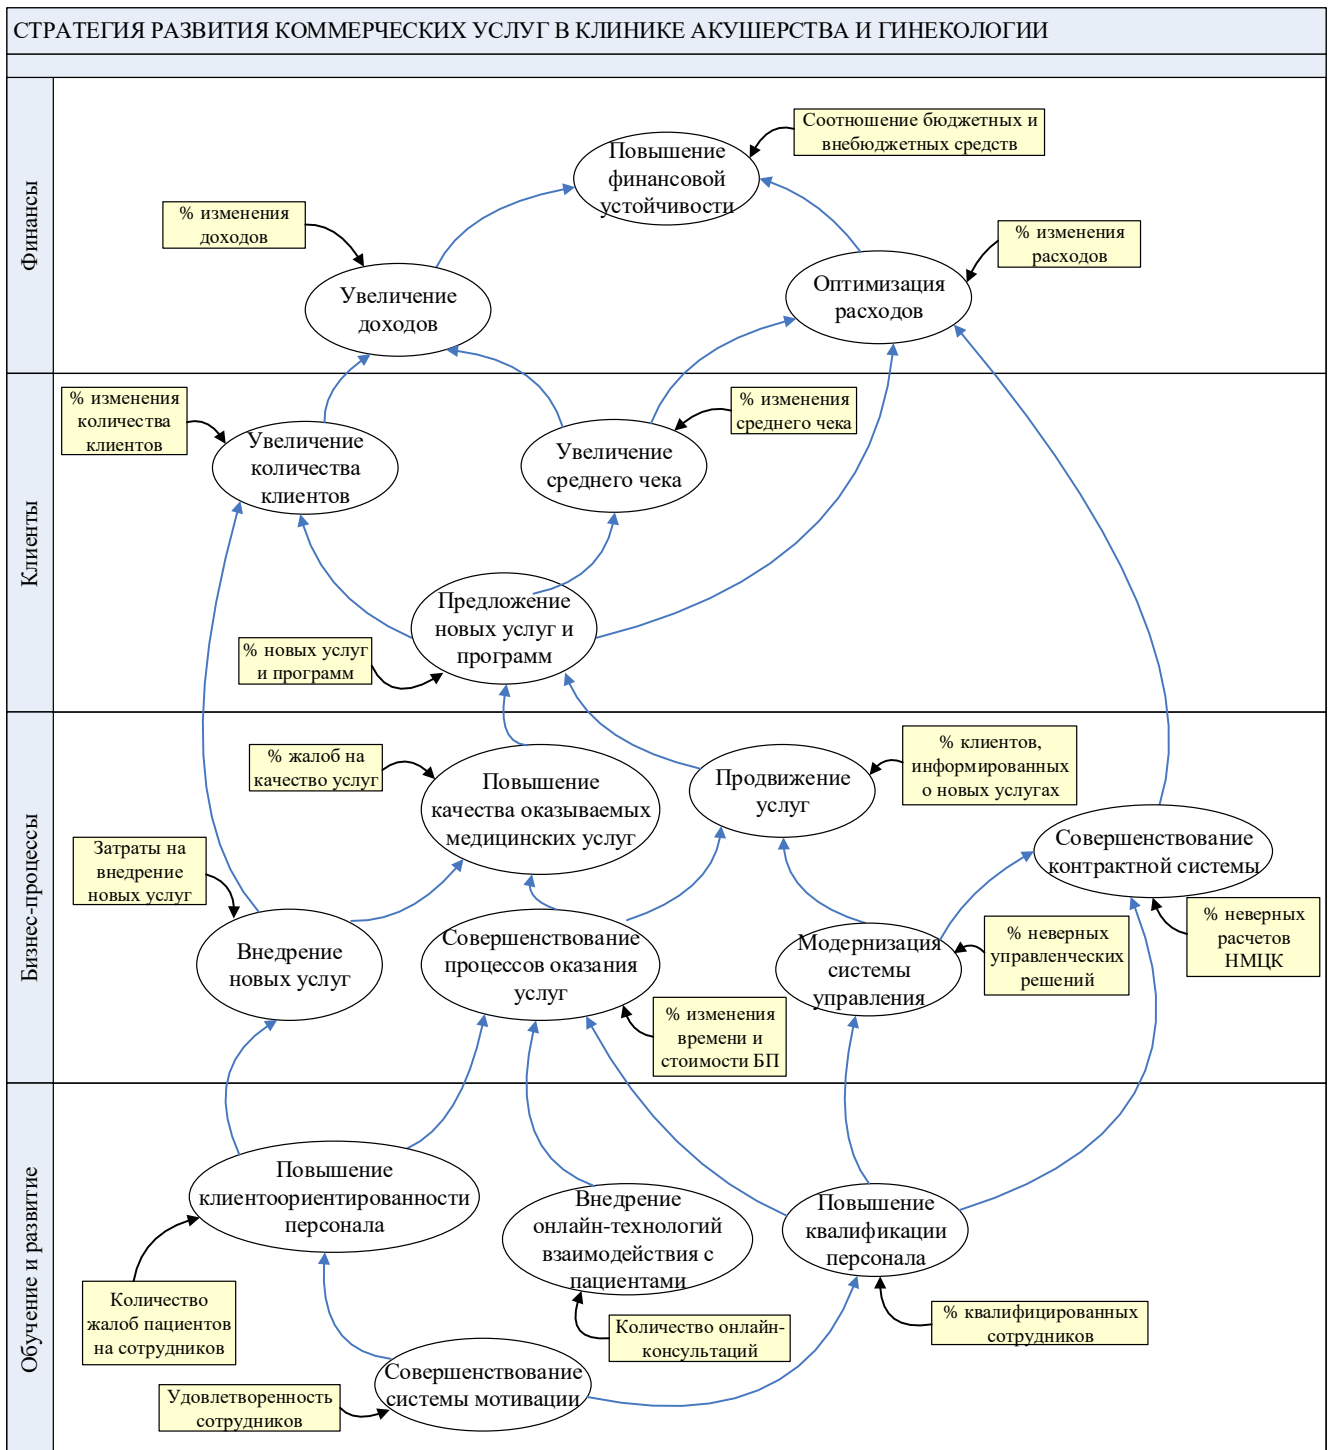 СТРАТЕГИЯ РАЗВИТИЯ КОММЕРЧЕСКИХ УСЛУГ В КЛИНИКЕ АКУШЕРСТВА И ГИНЕКОЛОГИИ
Финансы
Соотношение бюджетных и
внебюджетных средств
Повышение
финансовой
устойчивости
% изменения
доходов
% изменения
расходов
Увеличение
доходов
Оптимизация
расходов
Клиенты
% изменения
количества
клиентов
Увеличение
количества
клиентов
% изменения
среднего чека
Увеличение
среднего чека
Предложение
новых услуг и
программ
% новых услуг
и программ
Бизнес-процессы
% жалоб на
качество услуг
Повышение
качества оказываемых
медицинских услуг
Продвижение
услуг
% клиентов,
информированных
о новых услугах
Затраты на
внедрение
новых услуг
Совершенствование
контрактной системы
Внедрение
новых услуг
Совершенствование
процессов оказания
услуг
Модернизация
системы
управления
% неверных
управленческих
решений
% неверных
расчетов
НМЦК
% изменения
времени и
стоимости БП
Обучение и развитие
Повышение
клиентоориентированности
персонала
Внедрение
онлайн-технологий
взаимодействия с
пациентами
Повышение
квалификации
персонала
Количество
жалоб пациентов
на сотрудников
Количество онлайн-
консультаций
% квалифицированных
сотрудников
Совершенствование
системы мотивации
Удовлетворенность
сотрудников